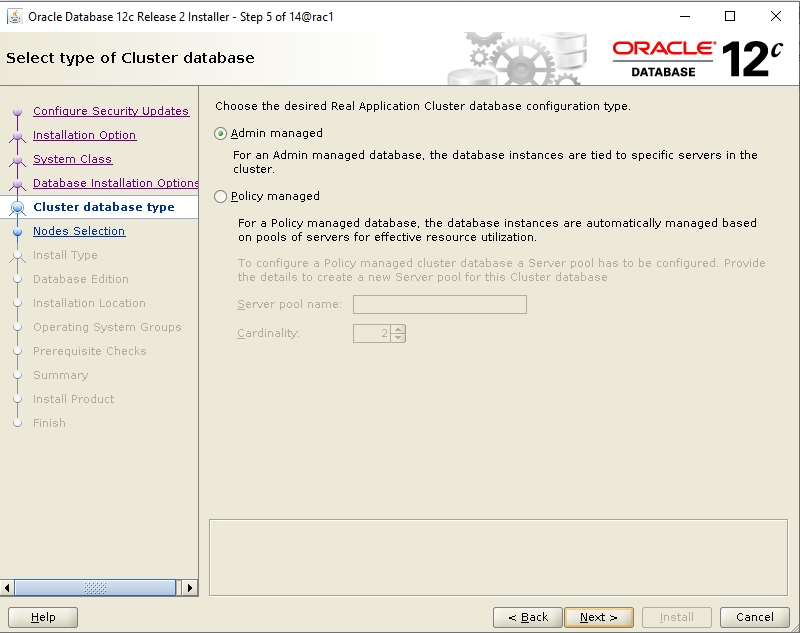 Oracle Database 12c Release 2 Installer - Step 5 of 14@rac1
Select type of Cluster database
ORACLE®
DATABASE
12c
Configure Security Updates
Installation Option
System Class
Database Installation Options
Cluster database type
Nodes Selection
Install Type
Database Edition
Installation Location
Operating System Groups
Prerequisite Checks
Summary
Install Product
Finish
Choose the desired Real Application Cluster database configuration type.
Admin managed
For an Admin managed database, the database instances are tied to specific servers in the
cluster.
Policy managed
For a Policy managed database, the database instances are automatically managed based
on pools of servers for effective resource utilization.
To configure a Policy managed cluster database a Server pool has to be configured. Provide
the details to create a new Server pool for this Cluster database
Server pool name:
Cardinality: 2
Help
< Back
Next >
Install
Cancel